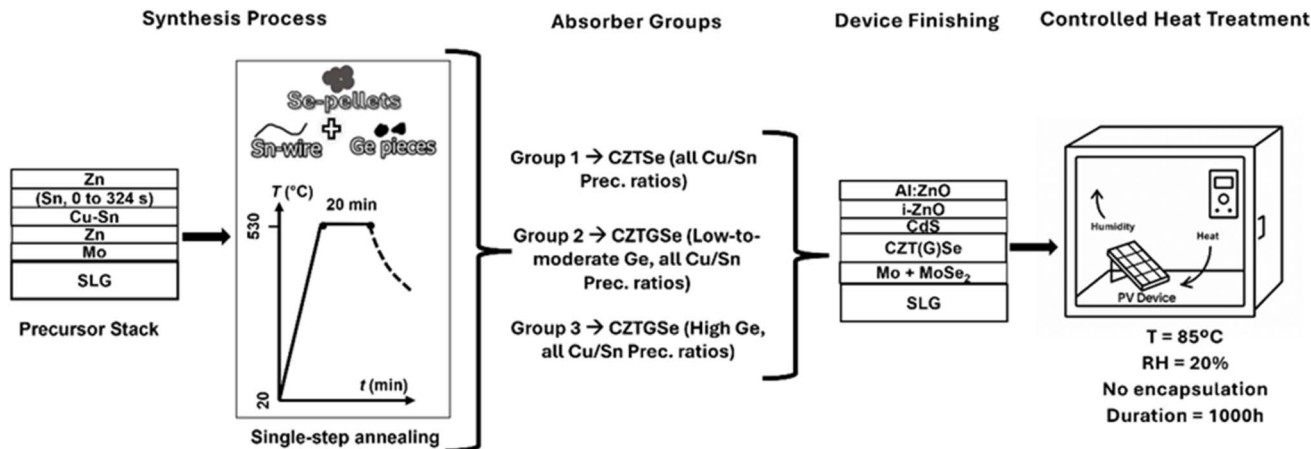 Synthesis Process
Absorber Groups
Device Finishing
Controlled Heat Treatment
Zn
(Sn, 0 to 324 s)
Cu-Sn
Zn
Mo
SLG
Precursor Stack
Se-pellets
+
Sn-wire
Ge pieces
T (°C)
20 min
530
20
t (min)
Single-step annealing
Group 1 → CZTSe (all Cu/Sn
Prec. ratios)
Group 2 → CZTGSe (Low-to-
moderate Ge, all Cu/Sn
Prec. ratios)
Group 3 → CZTGSe (High Ge,
all Cu/Sn Prec. ratios)
Al:ZnO
i-ZnO
CdS
CZT(G)Se
Mo + MoSe₂
SLG
Humidity
Heat
PV Device
T = 85ºC
RH = 20%
No encapsulation
Duration = 1000h